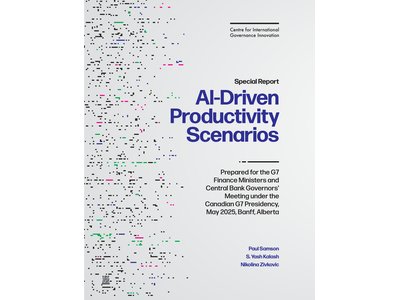 Centre for International
Governance Innovation
Special Report
AI-Driven
Productivity
Scenarios
Prepared for the G7
Finance Ministers and
Central Bank Governors'
Meeting under the
Canadian G7 Presidency,
May 2025, Banff, Alberta
Paul Samson
S. Yash Kalash
Nikolina Zivkovic